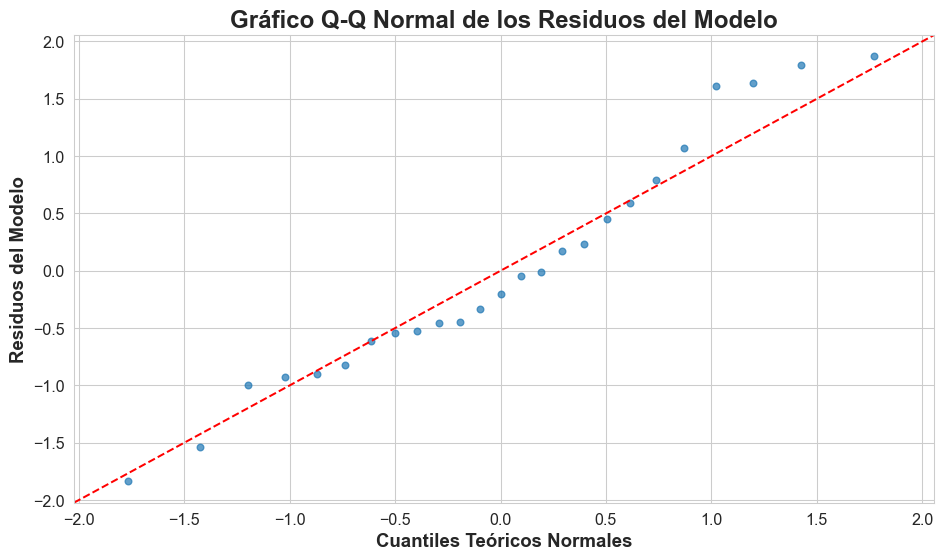 Gráfico Q-Q Normal de los Residuos del Modelo
2.0
1.5
1.0
0.5
0.0
−0.5
−1.0
−1.5
−2.0
Residuos del Modelo
−2.0 −1.5 −1.0 −0.5 0.0 0.5 1.0 1.5 2.0
Cuantiles Teóricos Normales